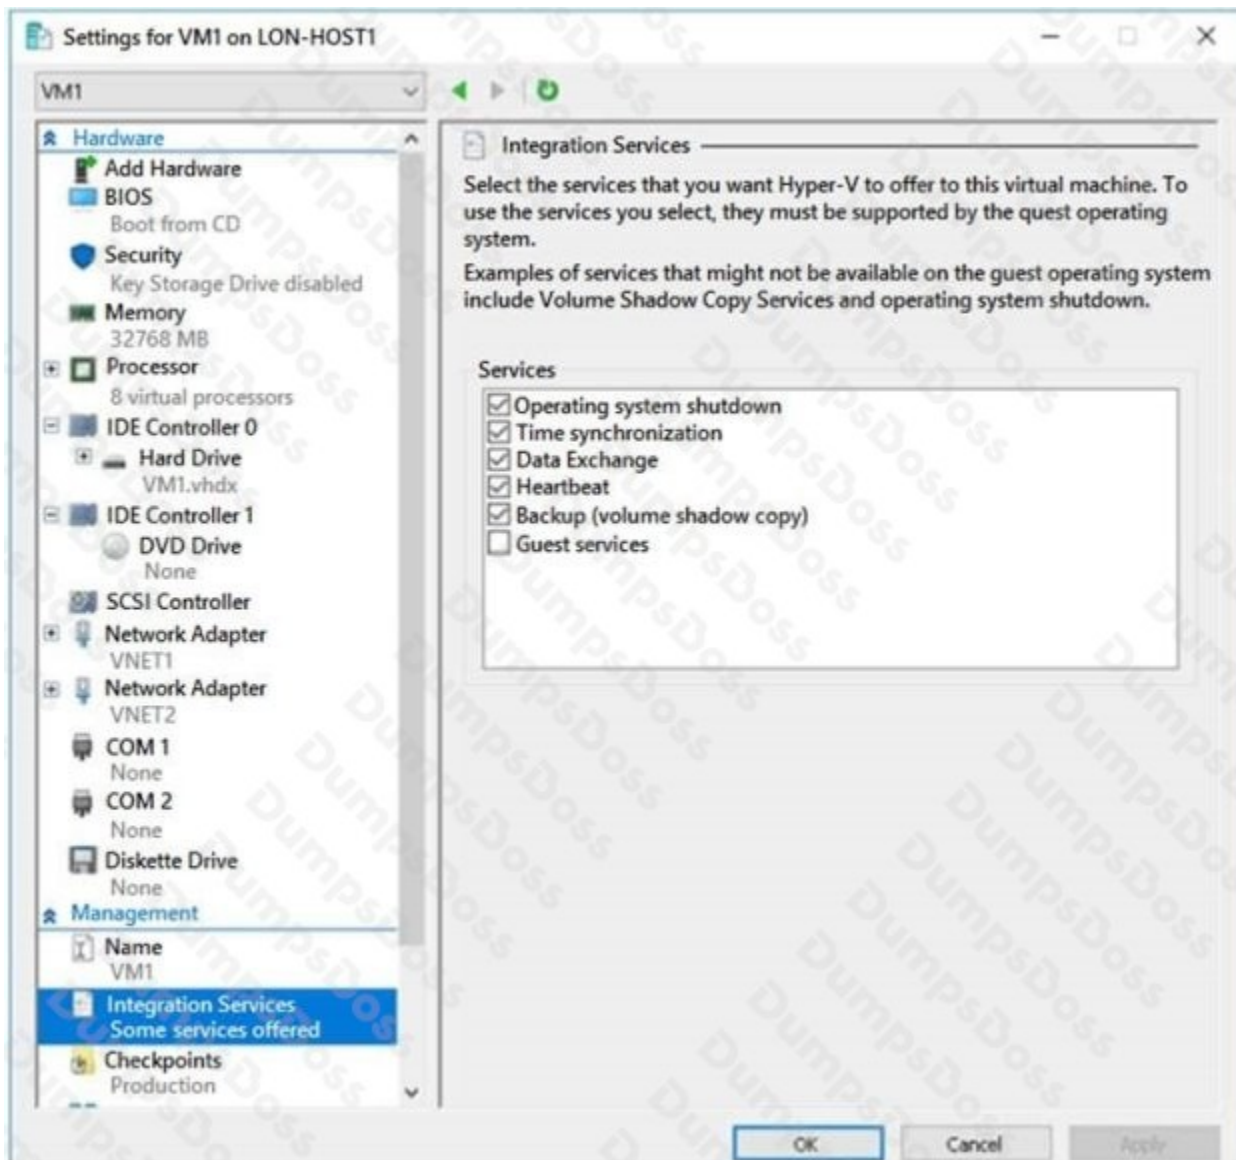 Settings for VM1 on LON-HOST1
VM1
Hardware
Add Hardware
BIOS
Boot from CD
Security
Key Storage Drive disabled
Memory
32768 MB
Processor
8 virtual processors
IDE Controller 0
Hard Drive
VM1.vhdx
IDE Controller 1
DVD Drive
None
SCSI Controller
Network Adapter
VNET1
Network Adapter
VNET2
COM 1
None
COM 2
None
Diskette Drive
None
Management
Name
VM1
Integration Services
Some services offered
Checkpoints
Production
Integration Services
Select the services that you want Hyper-V to offer to this virtual machine. To
use the services you select, they must be supported by the quest operating
system.
Examples of services that might not be available on the guest operating system
include Volume Shadow Copy Services and operating system shutdown.
Services
Operating system shutdown
Time synchronization
Data Exchange
Heartbeat
Backup (volume shadow copy)
Guest services
OK
Cancel
Apply
DumpsDoss